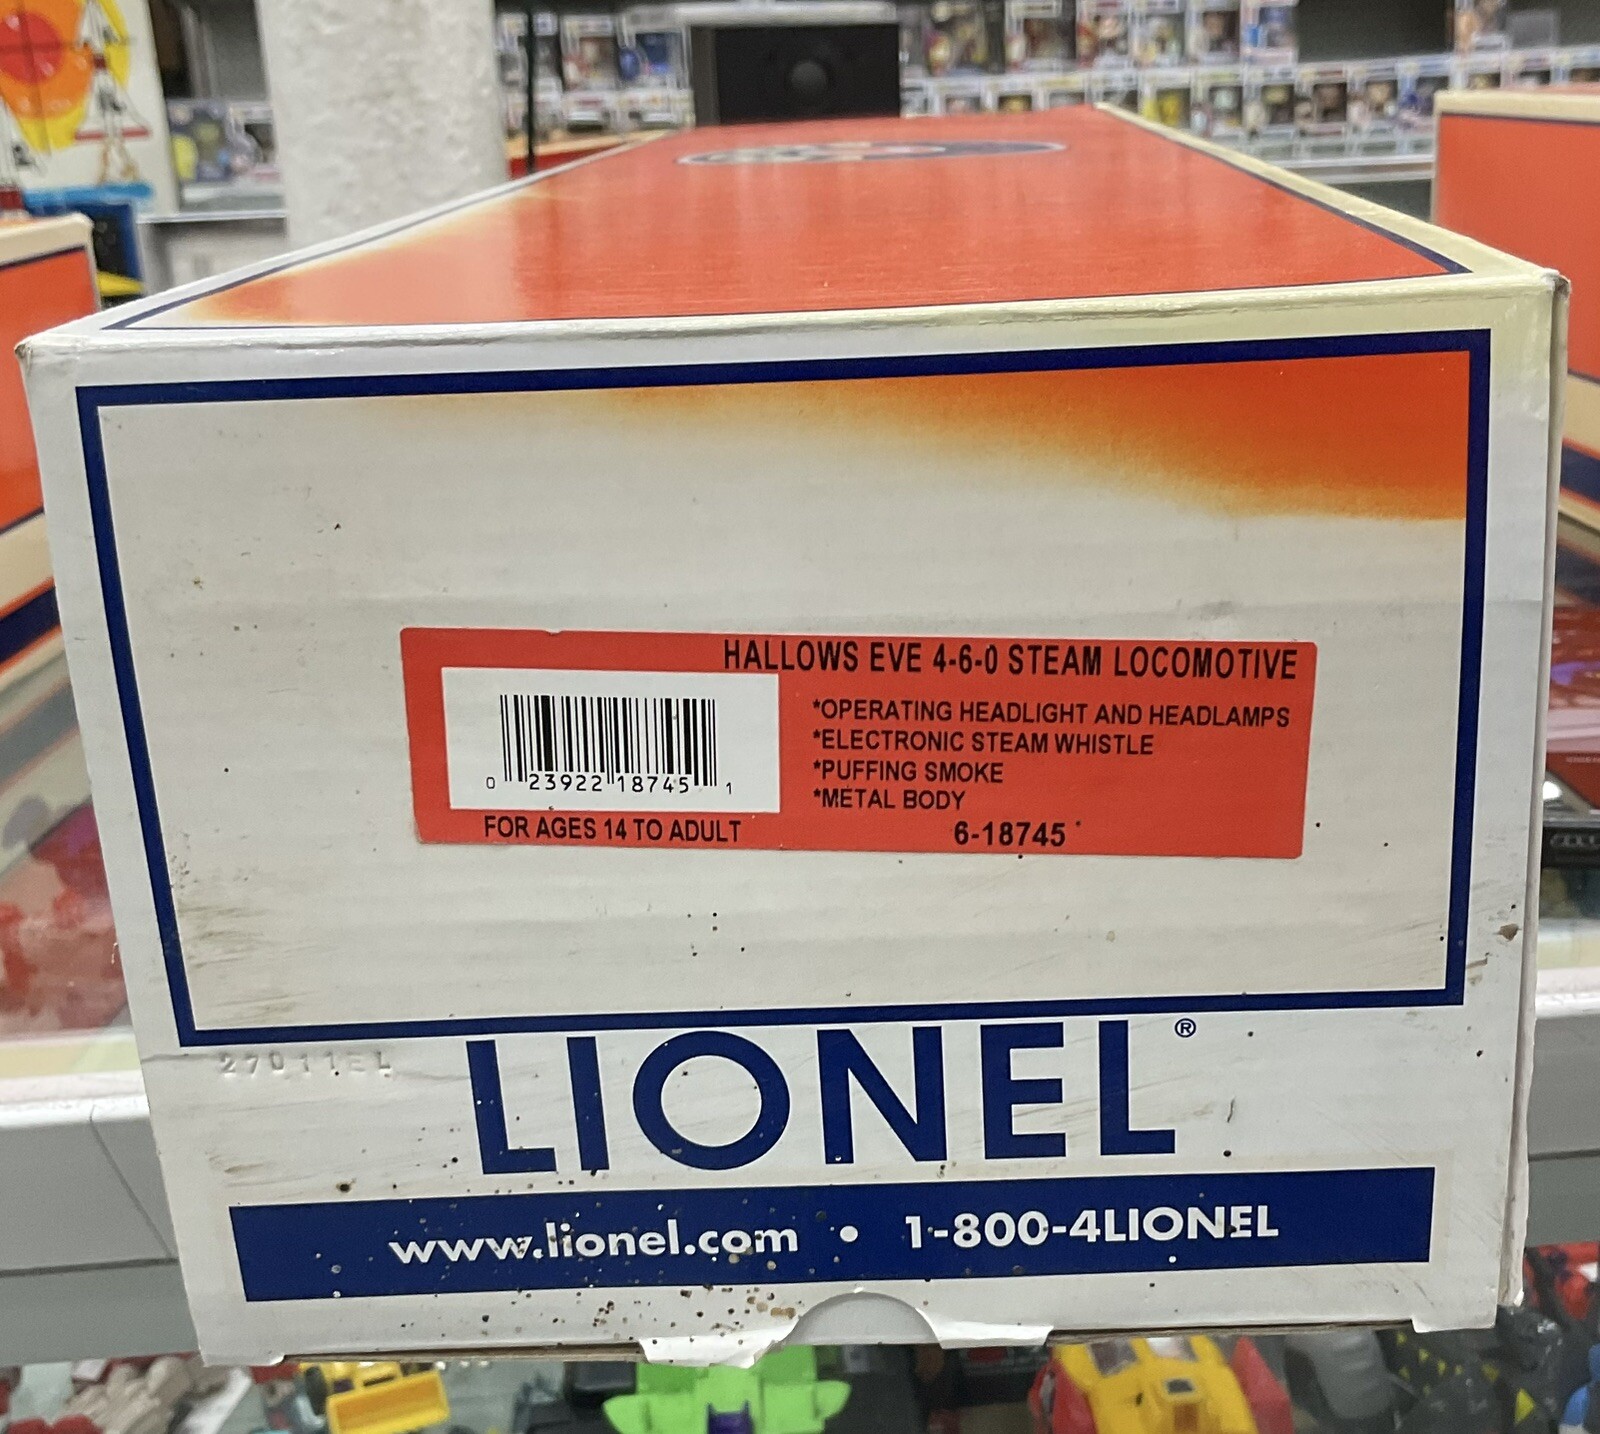 HALLOWS EVE 4-6-0 STEAM LOCOMOTIVE
*OPERATING HEADLIGHT AND HEADLAMPS
*ELECTRONIC STEAM WHISTLE
*PUFFING SMOKE
*METAL BODY
0 23922 18745 1
FOR AGES 14 TO ADULT
6-18745
LIONEL®
27011EL
www.lionel.com • 1-800-4LIONEL